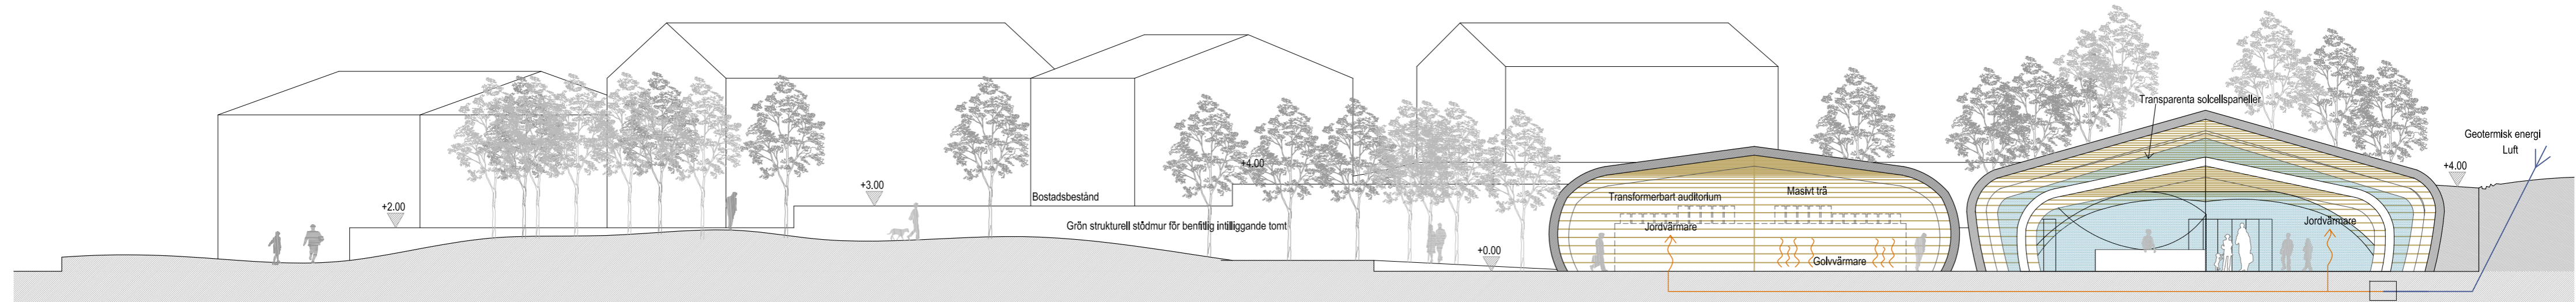 +2.00
+3.00
Bostadsbestånd
Grön strukturell stödmur för benfitlig intilliggande tomt
+4.00
+0.00
Transformerbart auditorium
Masivt trä
Jordvärmare
Golvvärmare
Transparenta solcellspaneller
Jordvärmare
+4.00
Geotermisk energi
Luft